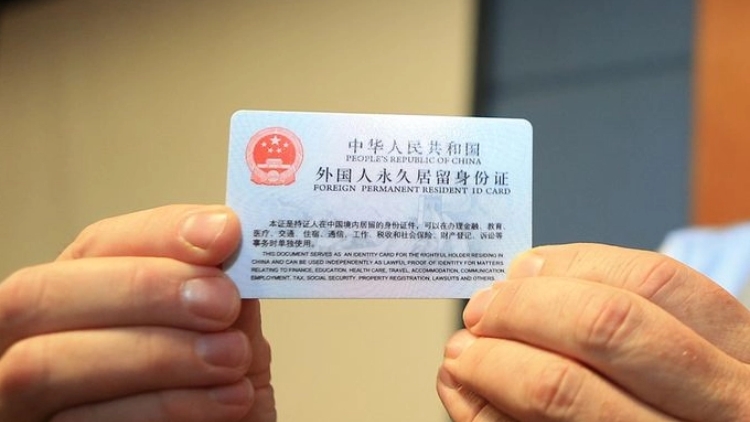 中华人民共和国
PEOPLE'S REPUBLIC OF CHINA
外国人永久居留身份证
FOREIGN PERMANENT RESIDENT ID CARD
本证是持证人在中国境内居留的身份证件，可以在办理金融、教育、
医疗、交通、住宿、通信、工作、税收和社会保险、财产登记、诉讼等
事务时单独使用。
THIS DOCUMENT SERVES AS AN IDENTITY CARD FOR THE RIGHTFUL HOLDER RESIDING IN
CHINA AND CAN BE USED INDEPENDENTLY AS LAWFUL PROOF OF IDENTITY FOR MATTERS
RELATING TO FINANCE, EDUCATION, HEALTH CARE, TRAVEL, ACCOMMODATION, COMMUNICATION,
EMPLOYMENT, TAX, SOCIAL SECURITY, PROPERTY REGISTRATION, LAWSUITS AND OTHERS.